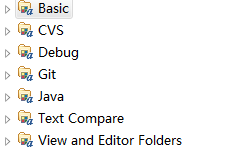 Basic
CVS
Debug
Git
Java
Text Compare
View and Editor Folders